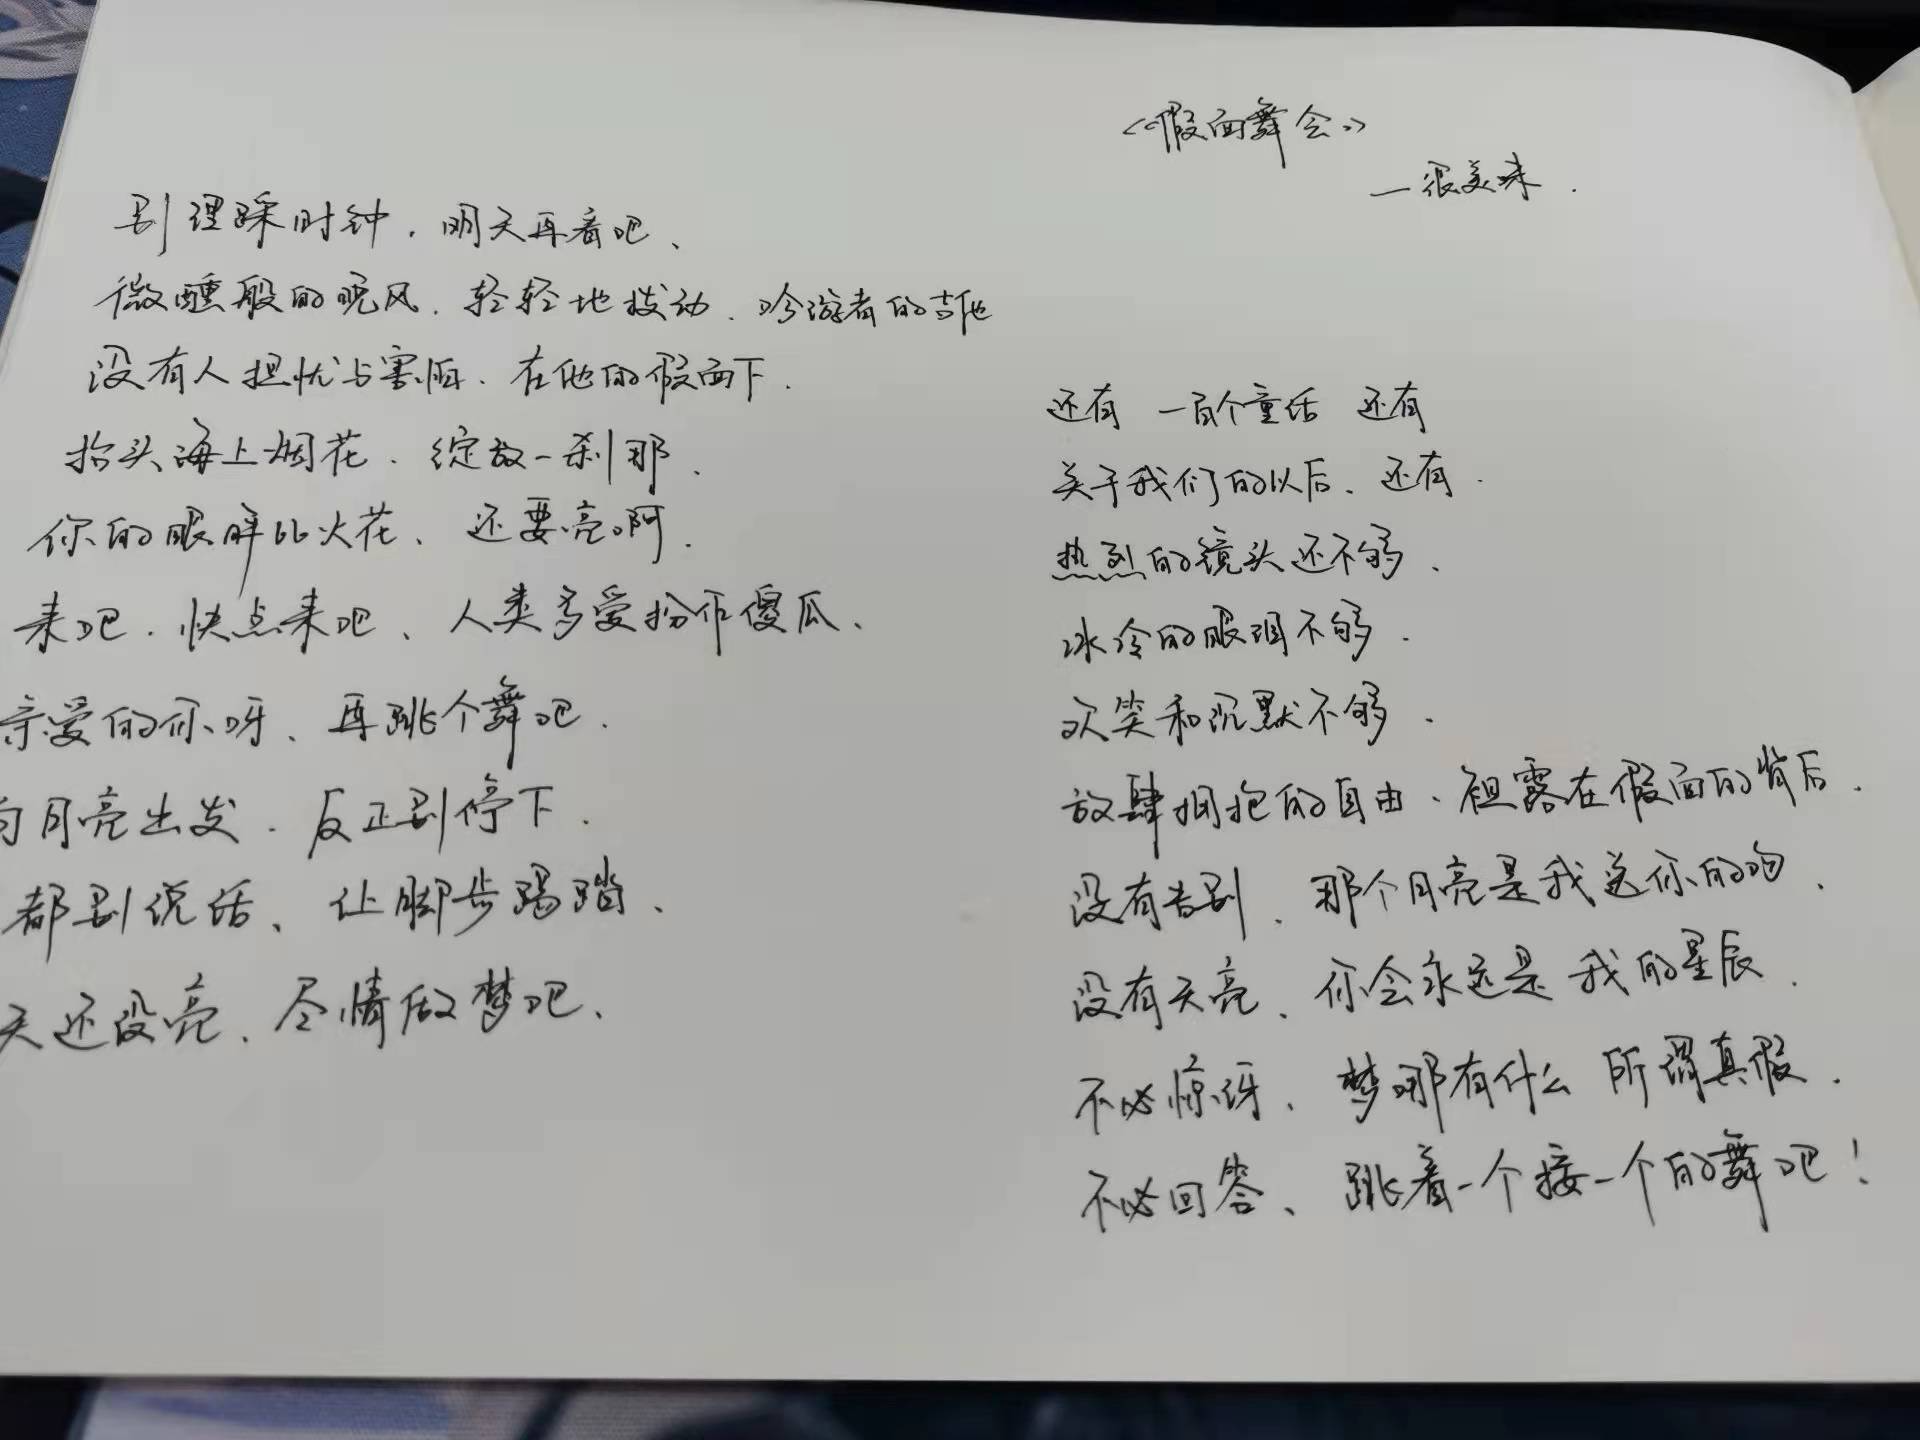 《假面舞会》
—很美味.
别理踩时钟,明天再看吧、
微醺般的晚风.轻轻地拨动.吟游者的吉他
没有人担忧与害怕.在他的假面下.
抬头海上烟花.绽放一刹那.
你的眼眸比火花、还要亮啊.
来吧.快点来吧、人类多爱扮作傻瓜、
亲爱的你呀、再跳个舞吧.
向月亮出发.反正别停下.
都别说话、让脚步踢踏、
天还没亮.尽情做梦吧、
还有 一百个童话 还有
关于我们的以后、还有.
热烈的镜头还不够.
冰冷的眼泪不够.
欢笑和沉默不够.
放肆拥抱的自由.袒露在假面的背后.
没有告别.那个月亮是我送你的吻、
没有天亮、你会永远是我的星辰.
不必惊讶、梦哪有什么 所谓真假.
不必回答、跳着一个接一个的舞吧!